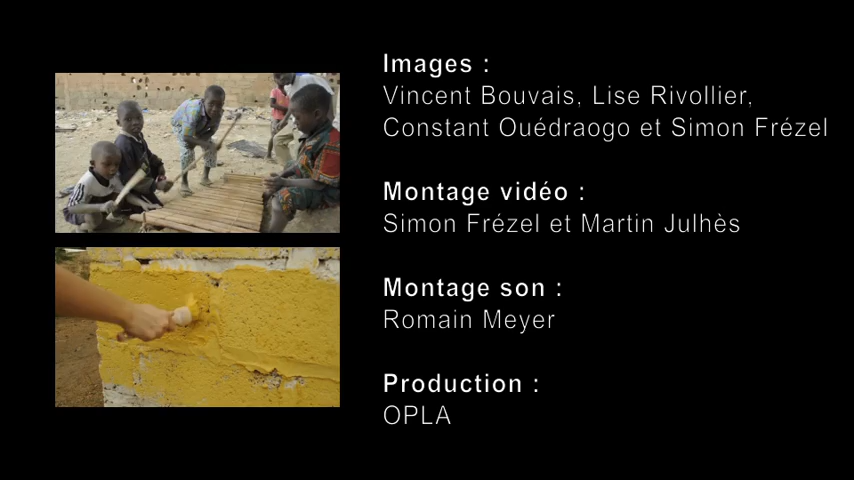 Images :
Vincent Bouvais, Lise Rivollier,
Constant Ouédraogo et Simon Frézel
Montage vidéo :
Simon Frézel et Martin Julhès
Montage son :
Romain Meyer
Production :
OPLA